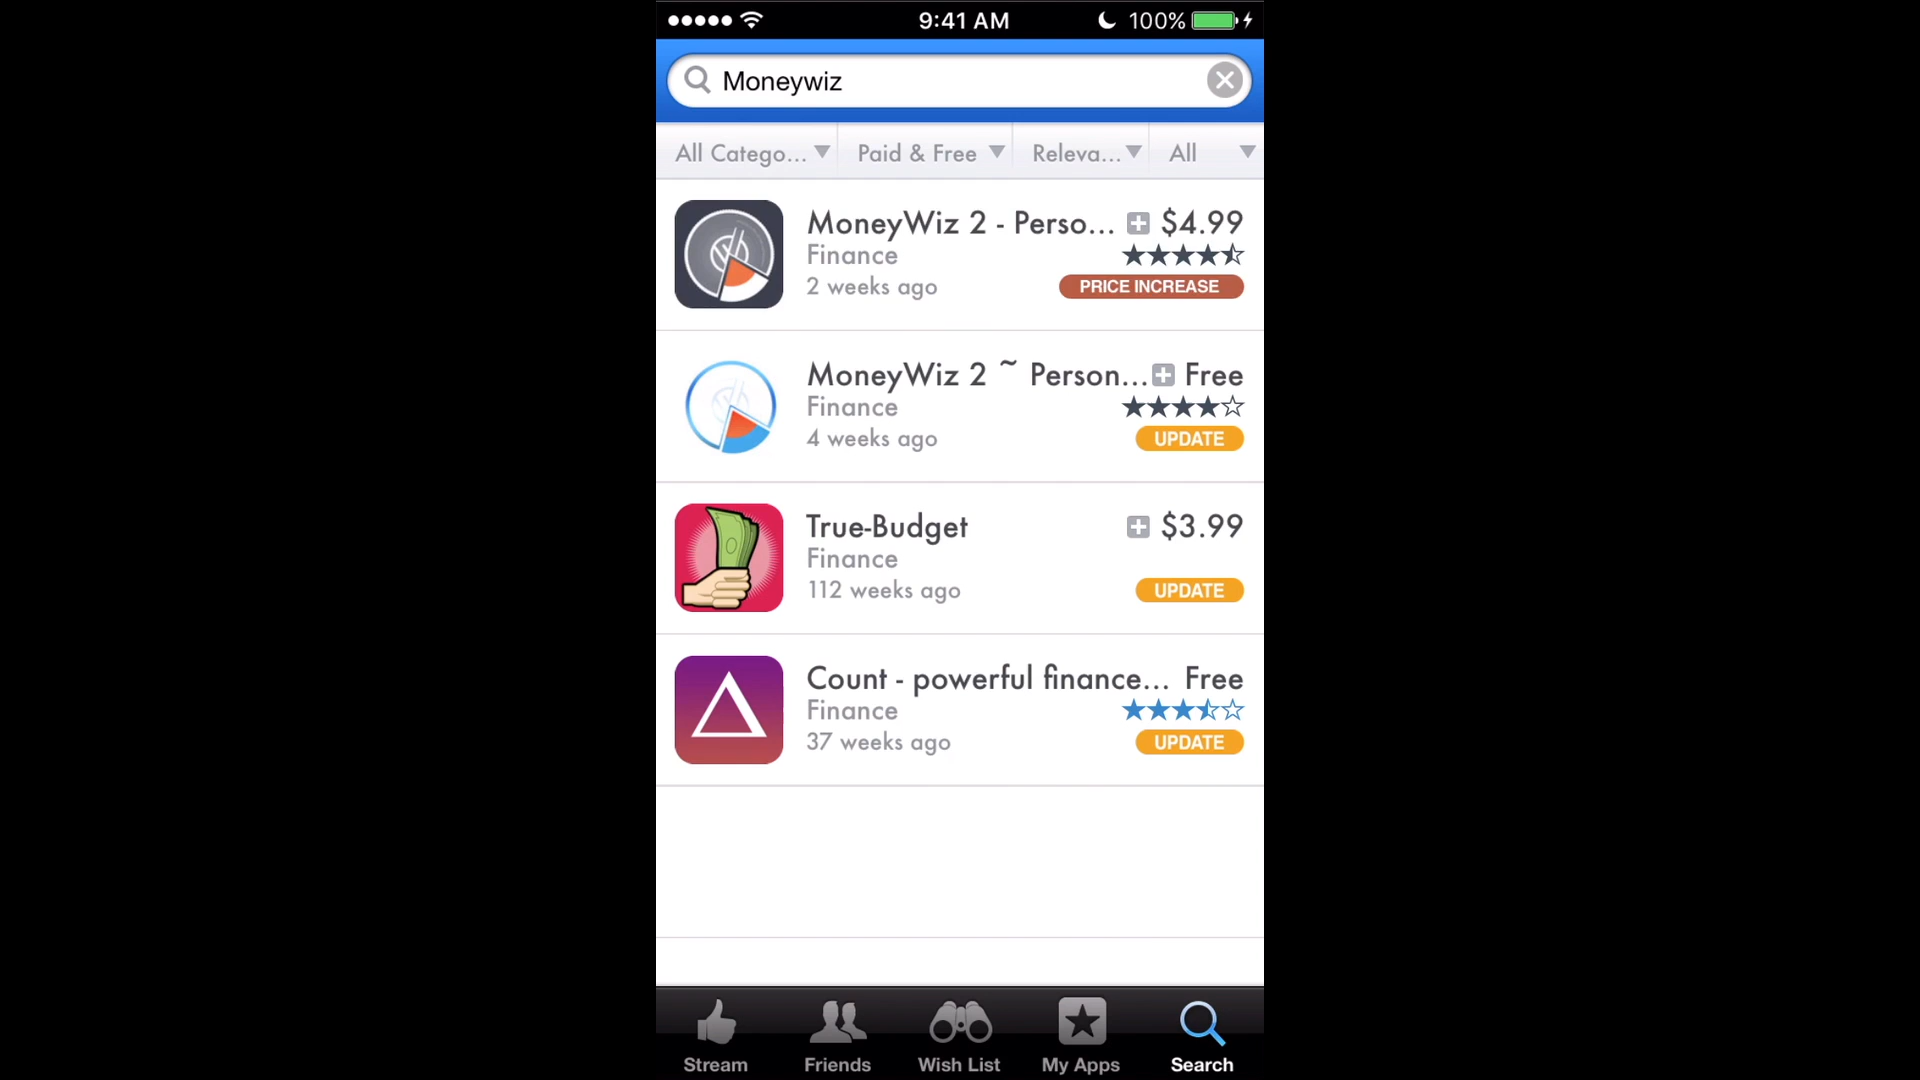 9:41 AM 100%
Moneywiz
All Catego... Paid & Free Releva... All
MoneyWiz 2 - Perso... $4.99
Finance
2 weeks ago PRICE INCREASE
MoneyWiz 2 ~ Person... Free
Finance
4 weeks ago UPDATE
True-Budget $3.99
Finance
112 weeks ago UPDATE
Count - powerful finance... Free
Finance
37 weeks ago UPDATE
Stream Friends Wish List My Apps Search